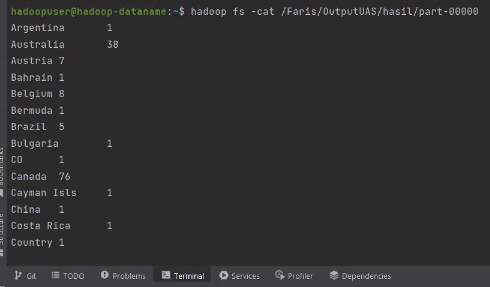 hadoopuser@hadoop-dataname:~$ hadoop fs -cat /Faris/OutputUAS/hasil/part-00000
Argentina 1
Australia 38
Austria 7
Bahrain 1
Belgium 8
Bermuda 1
Brazil 5
Bulgaria 1
CO 1
Canada 76
Cayman Isls 1
China 1
Costa Rica 1
Country 1
Git TODO Problems Terminal Services Profiler Dependencies